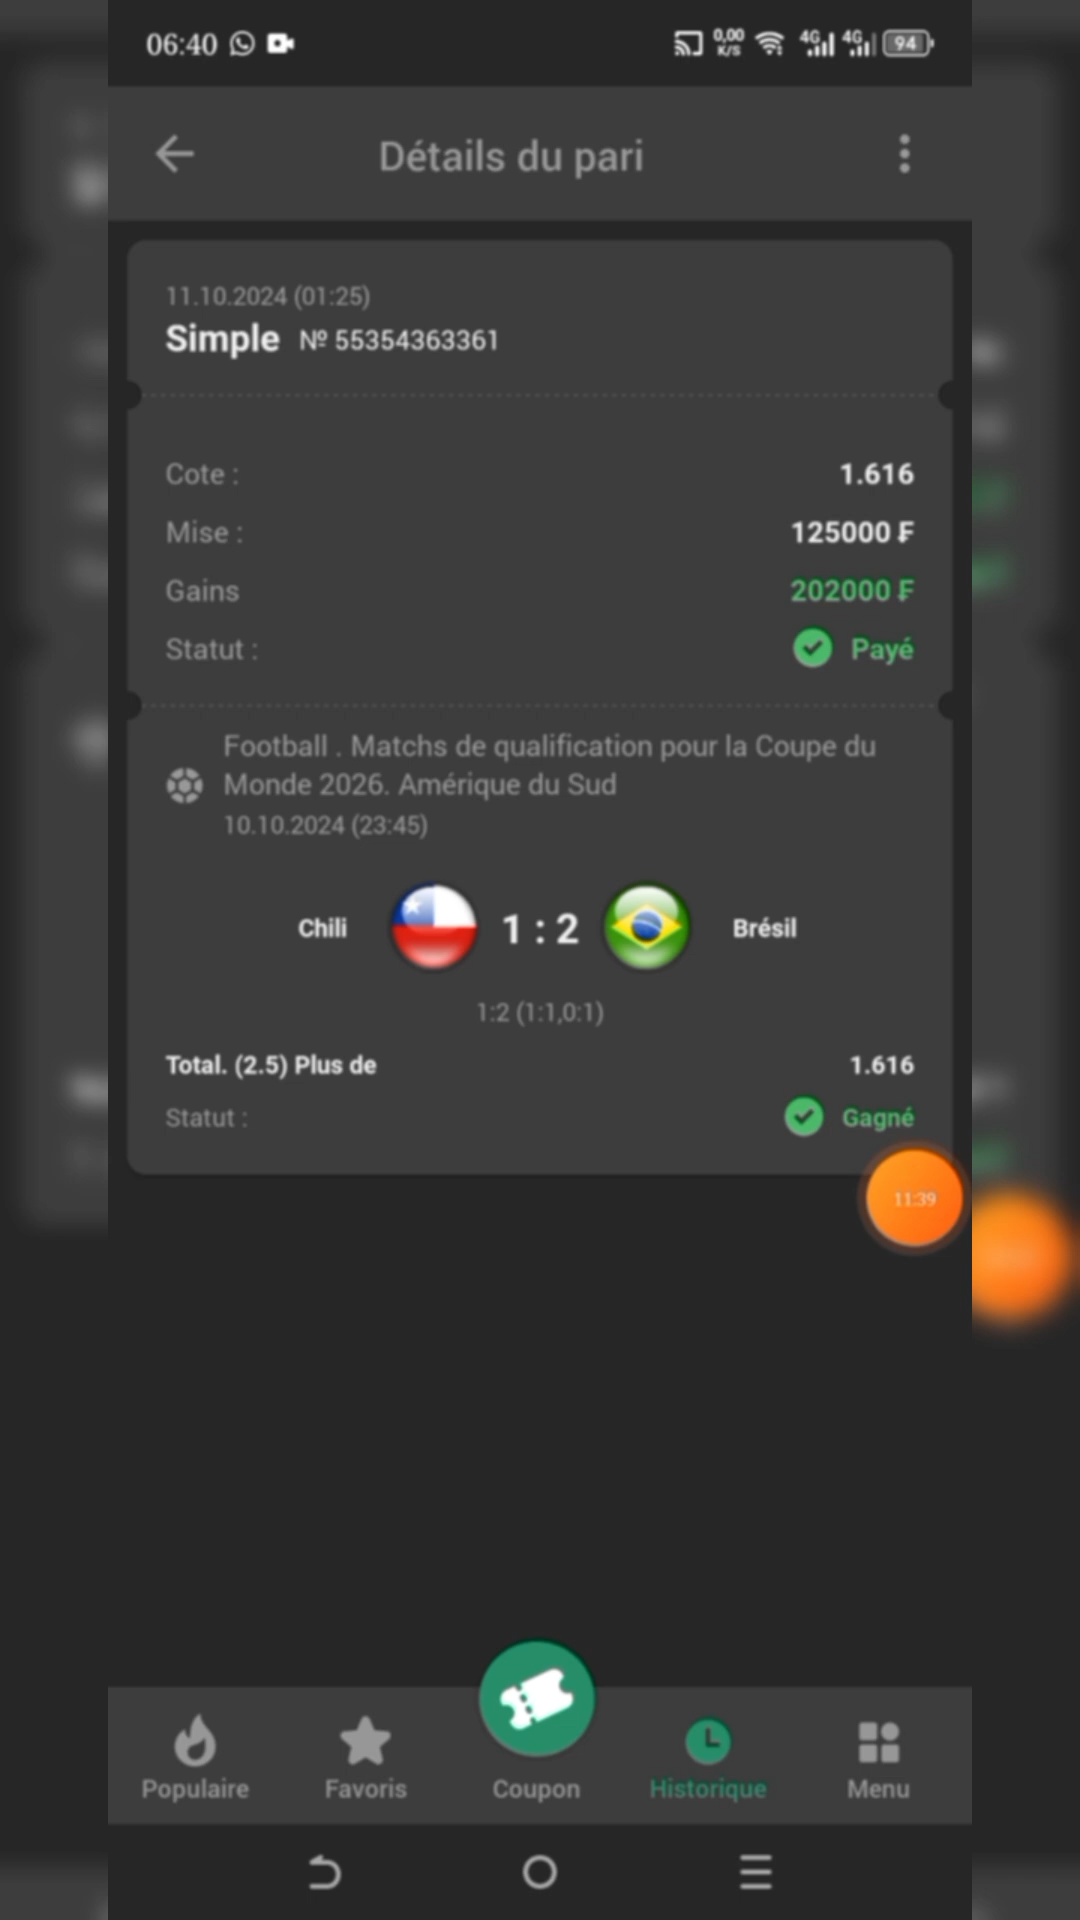 06:40
0,00 K/S 4G 4G 94
Détails du pari
11.10.2024 (01:25)
Simple Nº 55354363361
Cote : 1.616
Mise : 125000 ₣
Gains 202000 ₣
Statut : Payé
Football . Matchs de qualification pour la Coupe du
Monde 2026. Amérique du Sud
10.10.2024 (23:45)
Chili 1 : 2 Brésil
1:2 (1:1,0:1)
Total. (2.5) Plus de 1.616
Statut : Gagné
11:39
Populaire Favoris Coupon Historique Menu